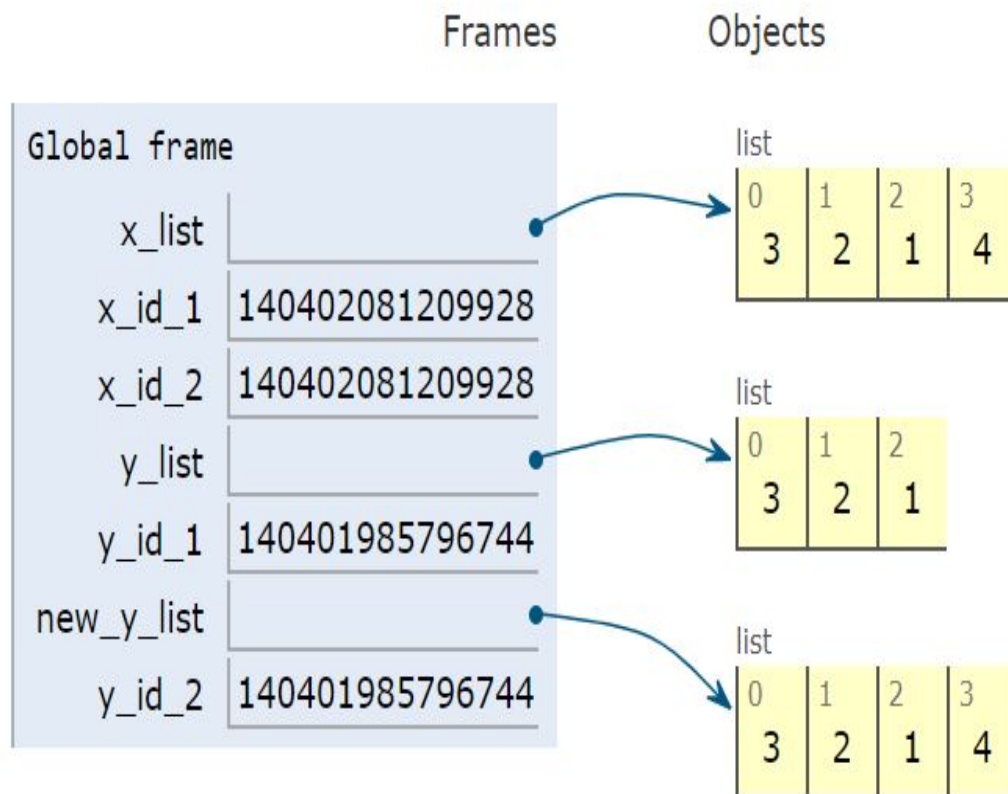 Frames Objects
Global frame
list
0 1 2 3
x_list
3 2 1 4
x_id_1 140402081209928
x_id_2 140402081209928
list
0 1 2
y_list
3 2 1
y_id_1 140401985796744
new_y_list
list
y_id_2 140401985796744
0 1 2 3
3 2 1 4